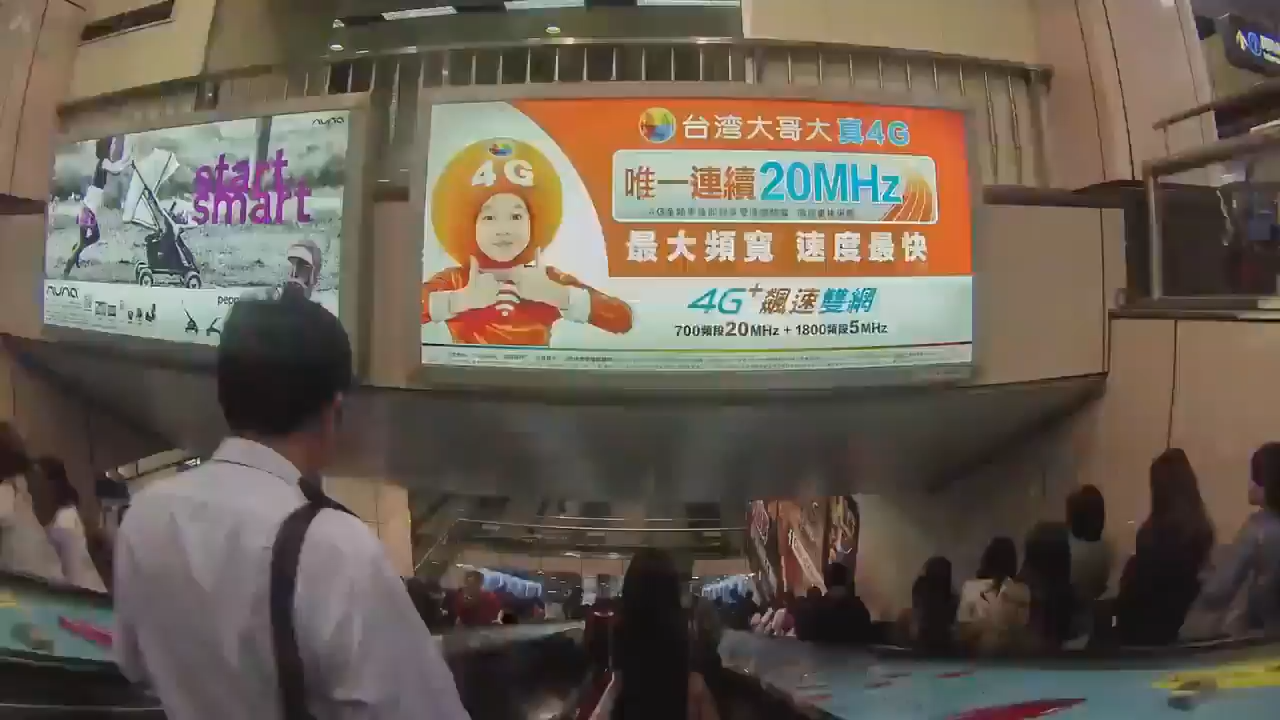 nuna
start
smart
nuna
4G
台湾大哥大真4G
唯一連續20MHz
最大頻寬 速度最快
4G+飆速雙網
700頻段20MHz + 1800頻段5MHz